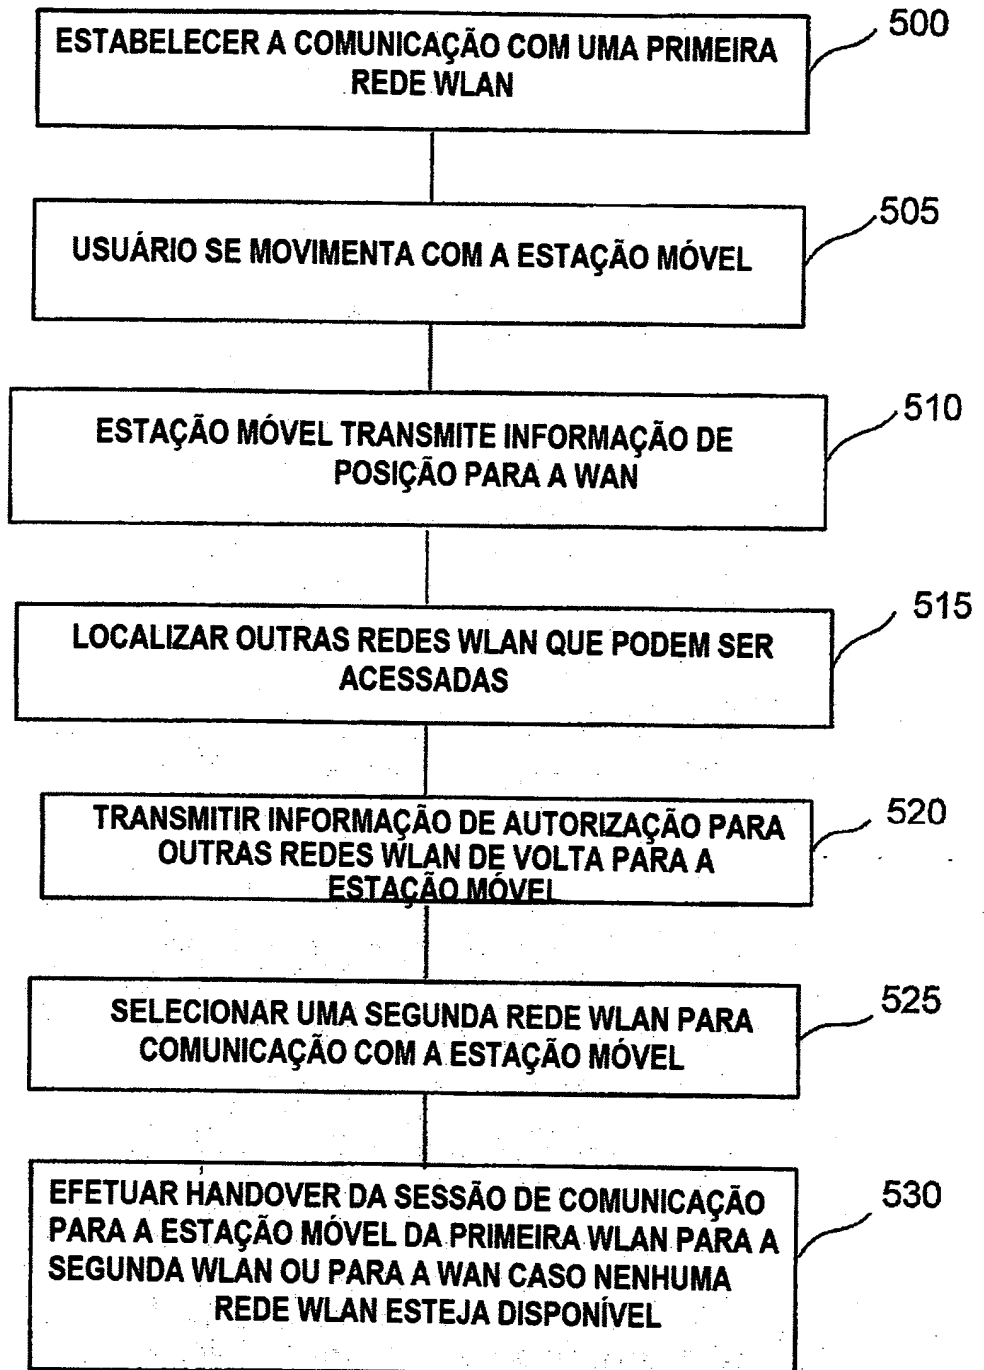 ESTABELECER A COMUNICAÇÃO COM UMA PRIMEIRA
REDE WLAN
500
USUÁRIO SE MOVIMENTA COM A ESTAÇÃO MÓVEL
505
ESTAÇÃO MÓVEL TRANSMITE INFORMAÇÃO DE
POSIÇÃO PARA A WAN
510
LOCALIZAR OUTRAS REDES WLAN QUE PODEM SER
ACESSADAS
515
TRANSMITIR INFORMAÇÃO DE AUTORIZAÇÃO PARA
OUTRAS REDES WLAN DE VOLTA PARA A
ESTAÇÃO MÓVEL
520
SELECIONAR UMA SEGUNDA REDE WLAN PARA
COMUNICAÇÃO COM A ESTAÇÃO MÓVEL
525
EFETUAR HANDOVER DA SESSÃO DE COMUNICAÇÃO
PARA A ESTAÇÃO MÓVEL DA PRIMEIRA WLAN PARA A
SEGUNDA WLAN OU PARA A WAN CASO NENHUMA
REDE WLAN ESTEJA DISPONÍVEL
530